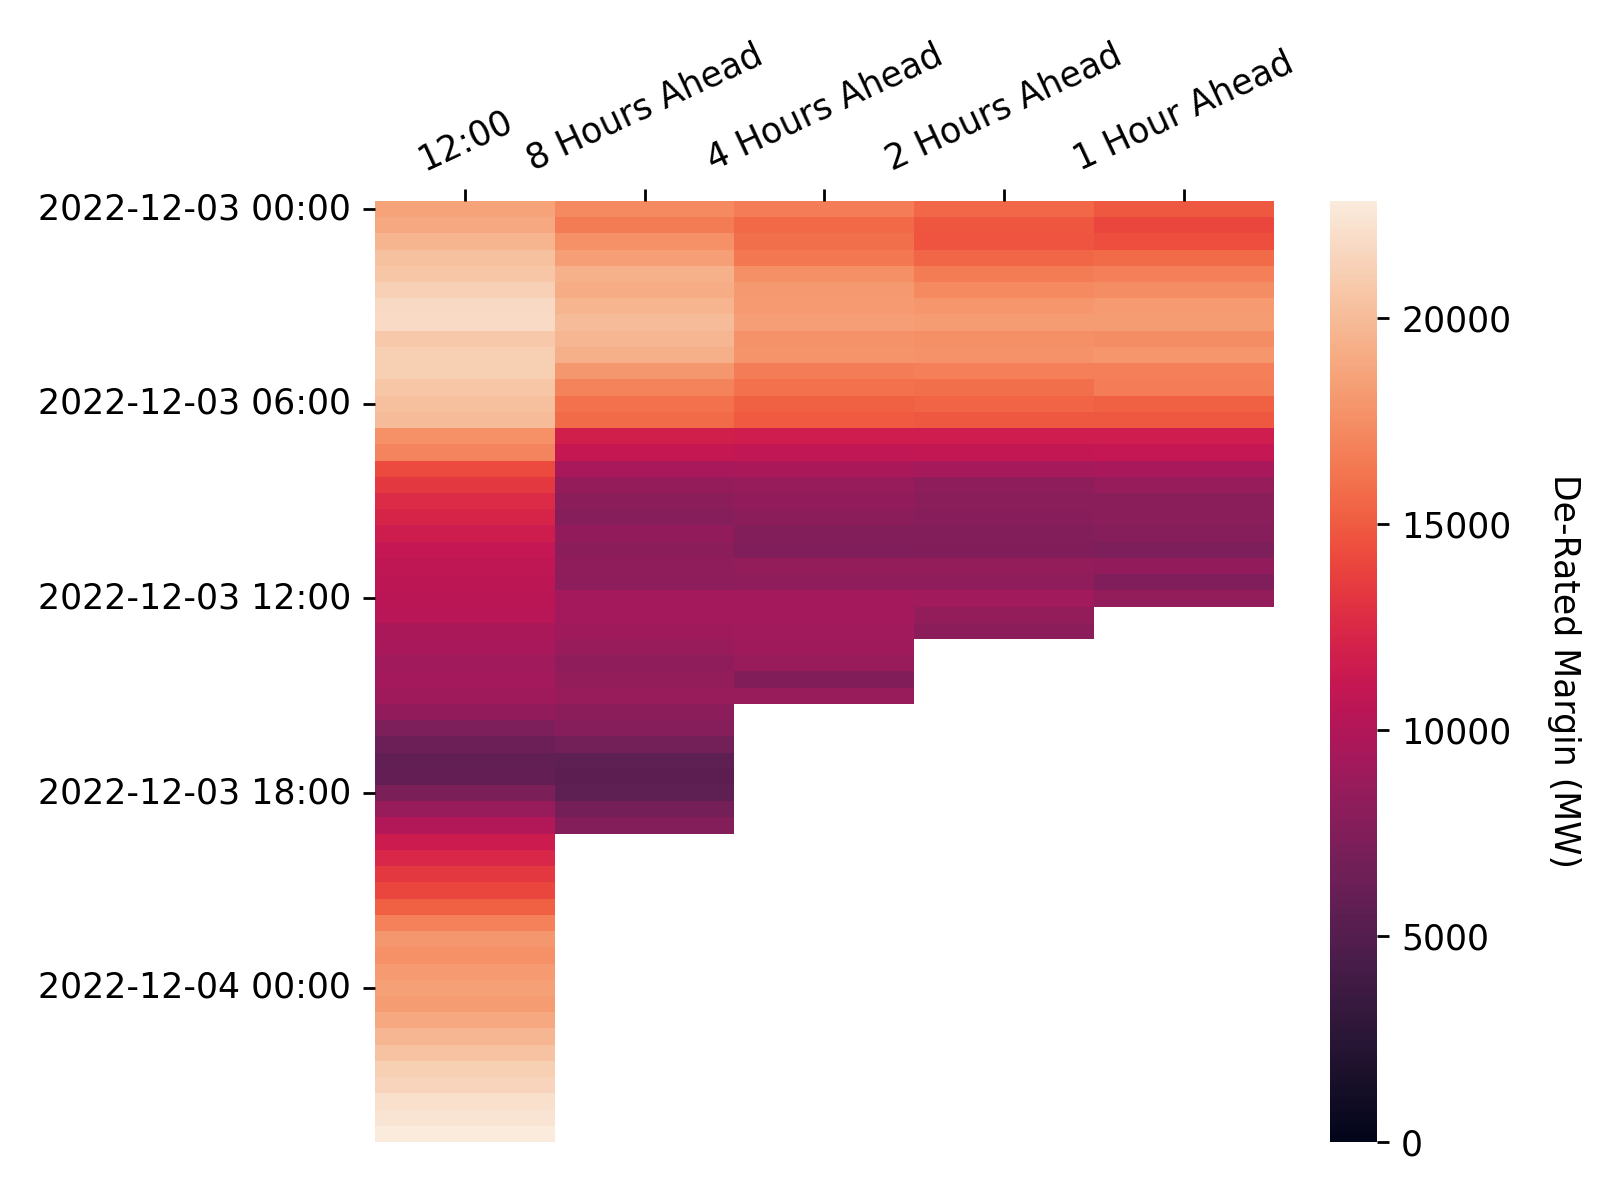 12:00
8 Hours Ahead
4 Hours Ahead
2 Hours Ahead
1 Hour Ahead
2022-12-03 00:00
2022-12-03 06:00
2022-12-03 12:00
2022-12-03 18:00
2022-12-04 00:00
20000
15000
10000
5000
0
De-Rated Margin (MW)